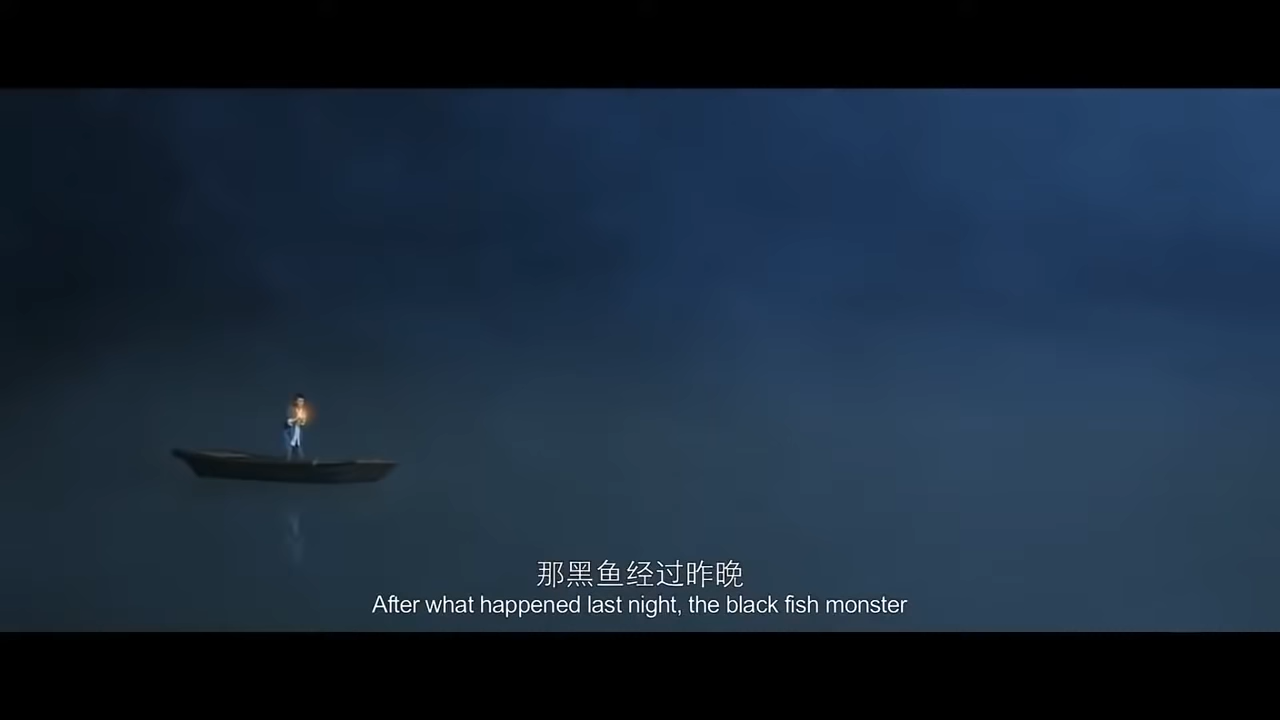 那黑鱼经过昨晚
After what happened last night, the black fish monster